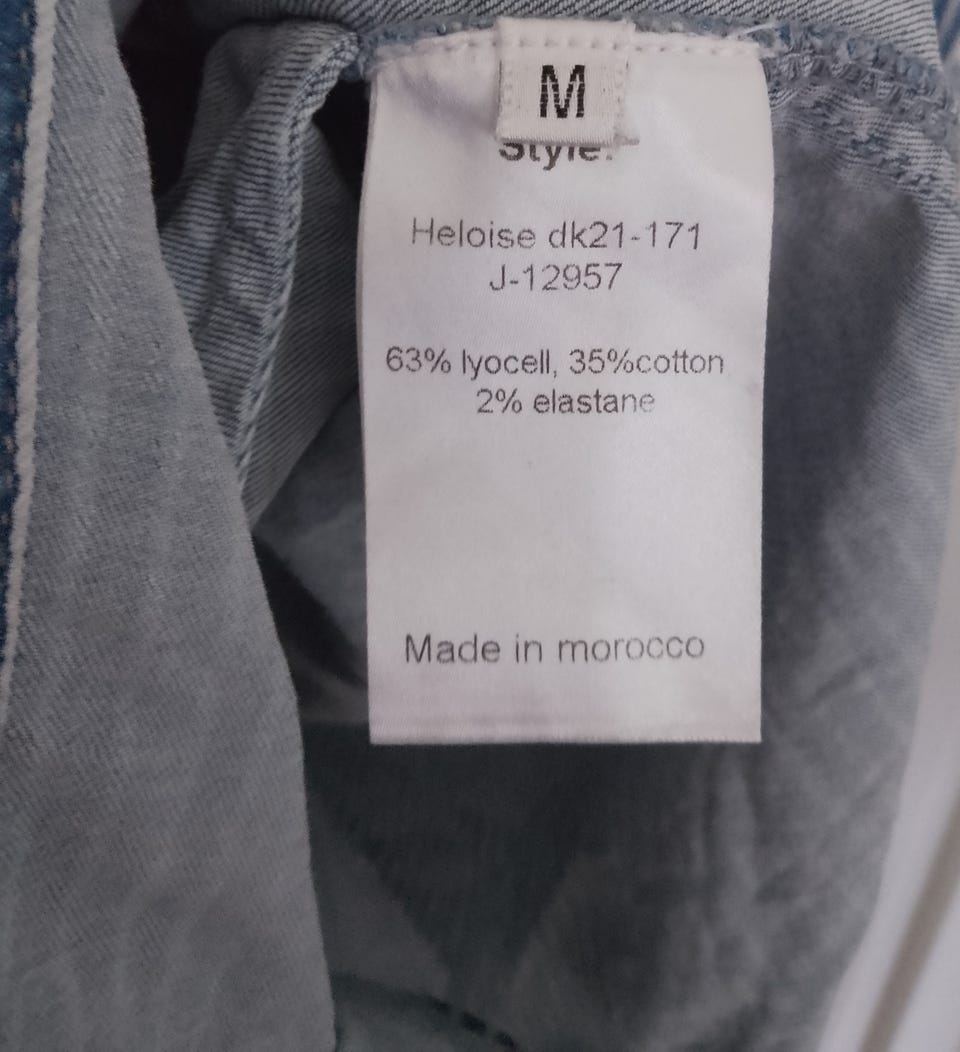 M
Style:
Heloise dk21-171
J-12957
63% lyocell, 35%cotton
2% elastane
Made in morocco